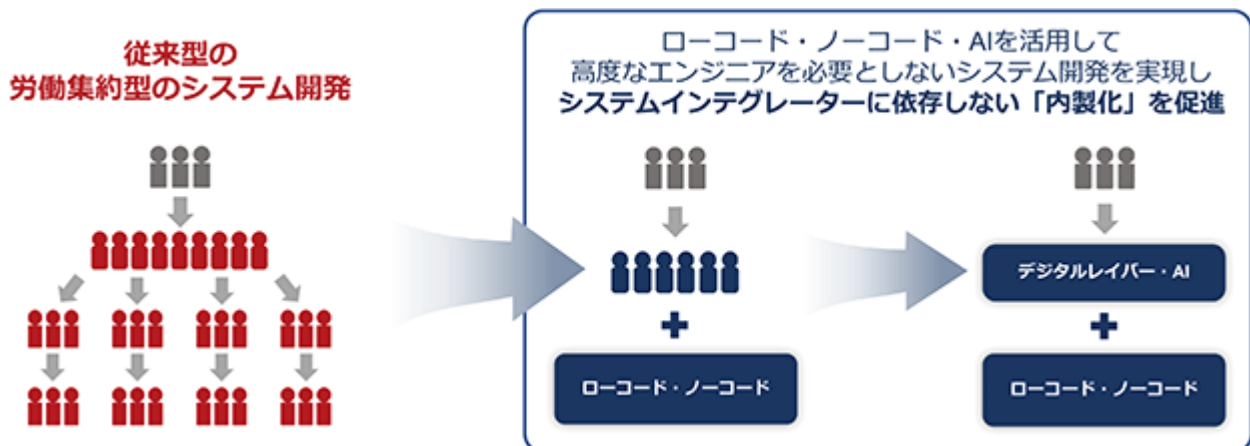 従来型の
労働集約型のシステム開発
ローコード・ノーコード・AIを活用して
高度なエンジニアを必要としないシステム開発を実現し
システムインテグレーターに依存しない「内製化」を促進
ローコード・ノーコード
デジタルレイバー・AI
ローコード・ノーコード